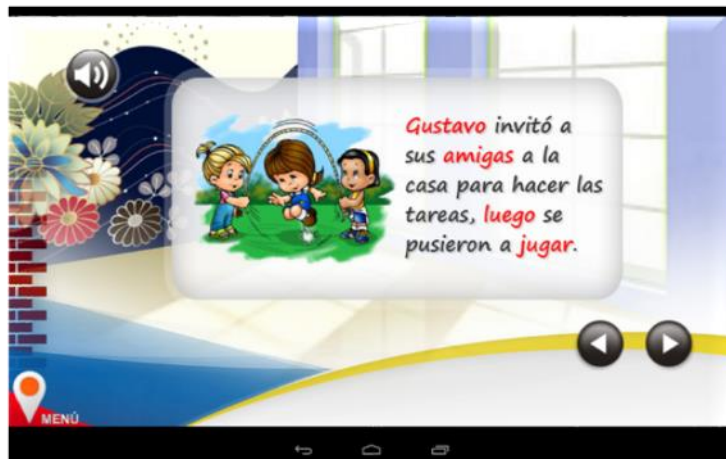 Gustavo invitó a
sus amigas a la
casa para hacer las
tareas, luego se
pusieron a jugar.
MENÚ